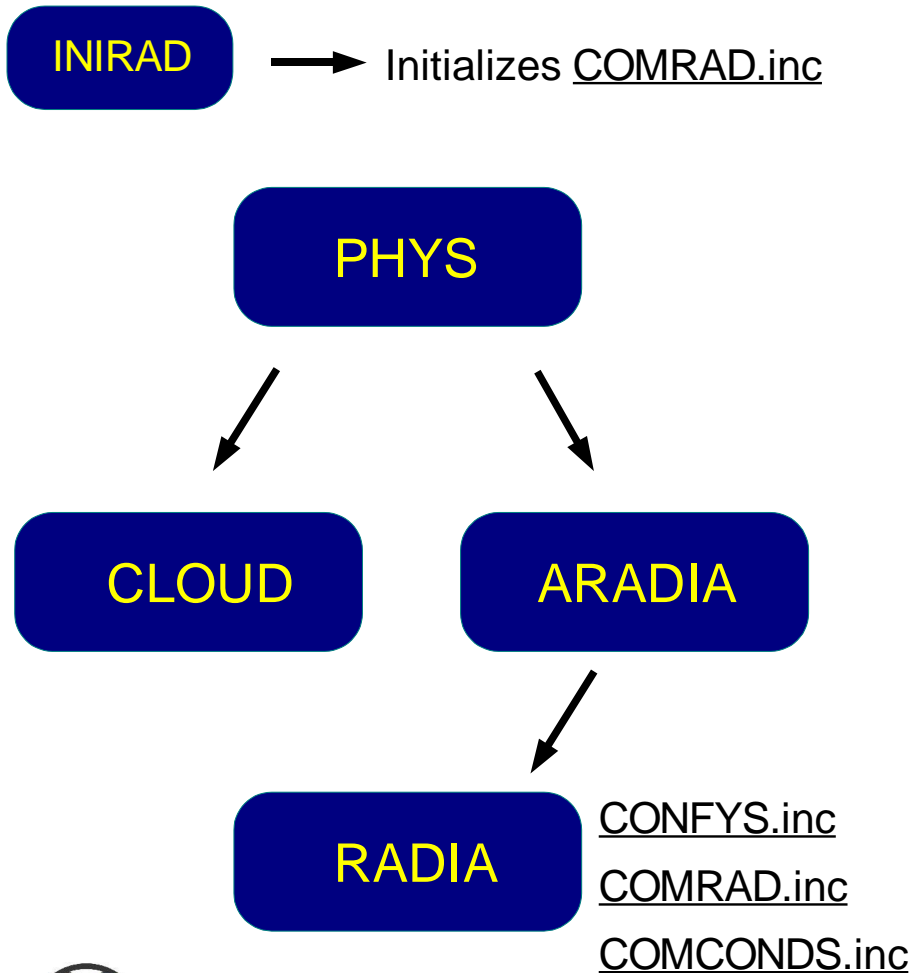 INIRAD
Initializes COMRAD.inc
PHYS
CLOUD
ARADIA
RADIA
CONFYS.inc
COMRAD.inc
COMCONDS.inc